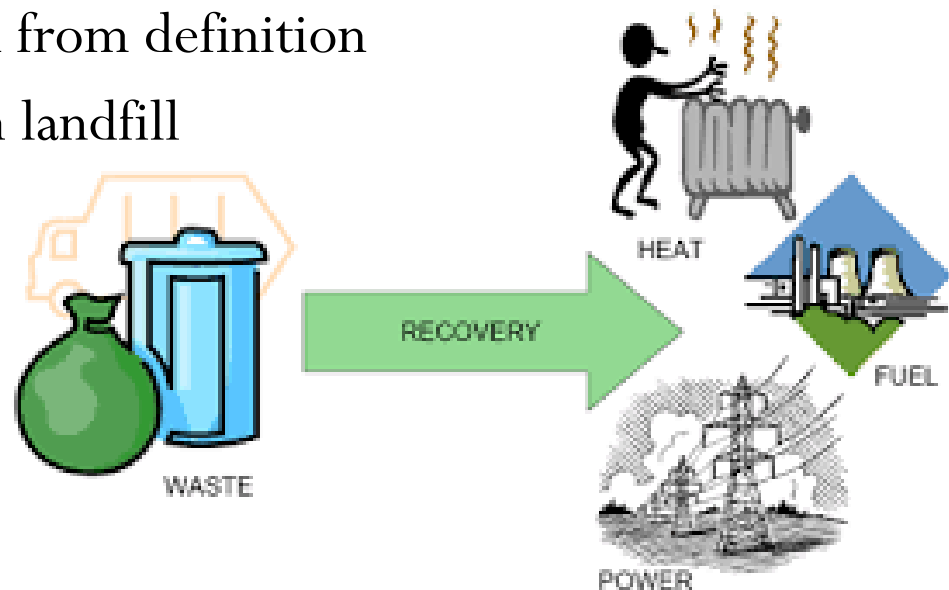 from definition
landfill
HEAT
RECOVERY
FUEL
WASTE
POWER